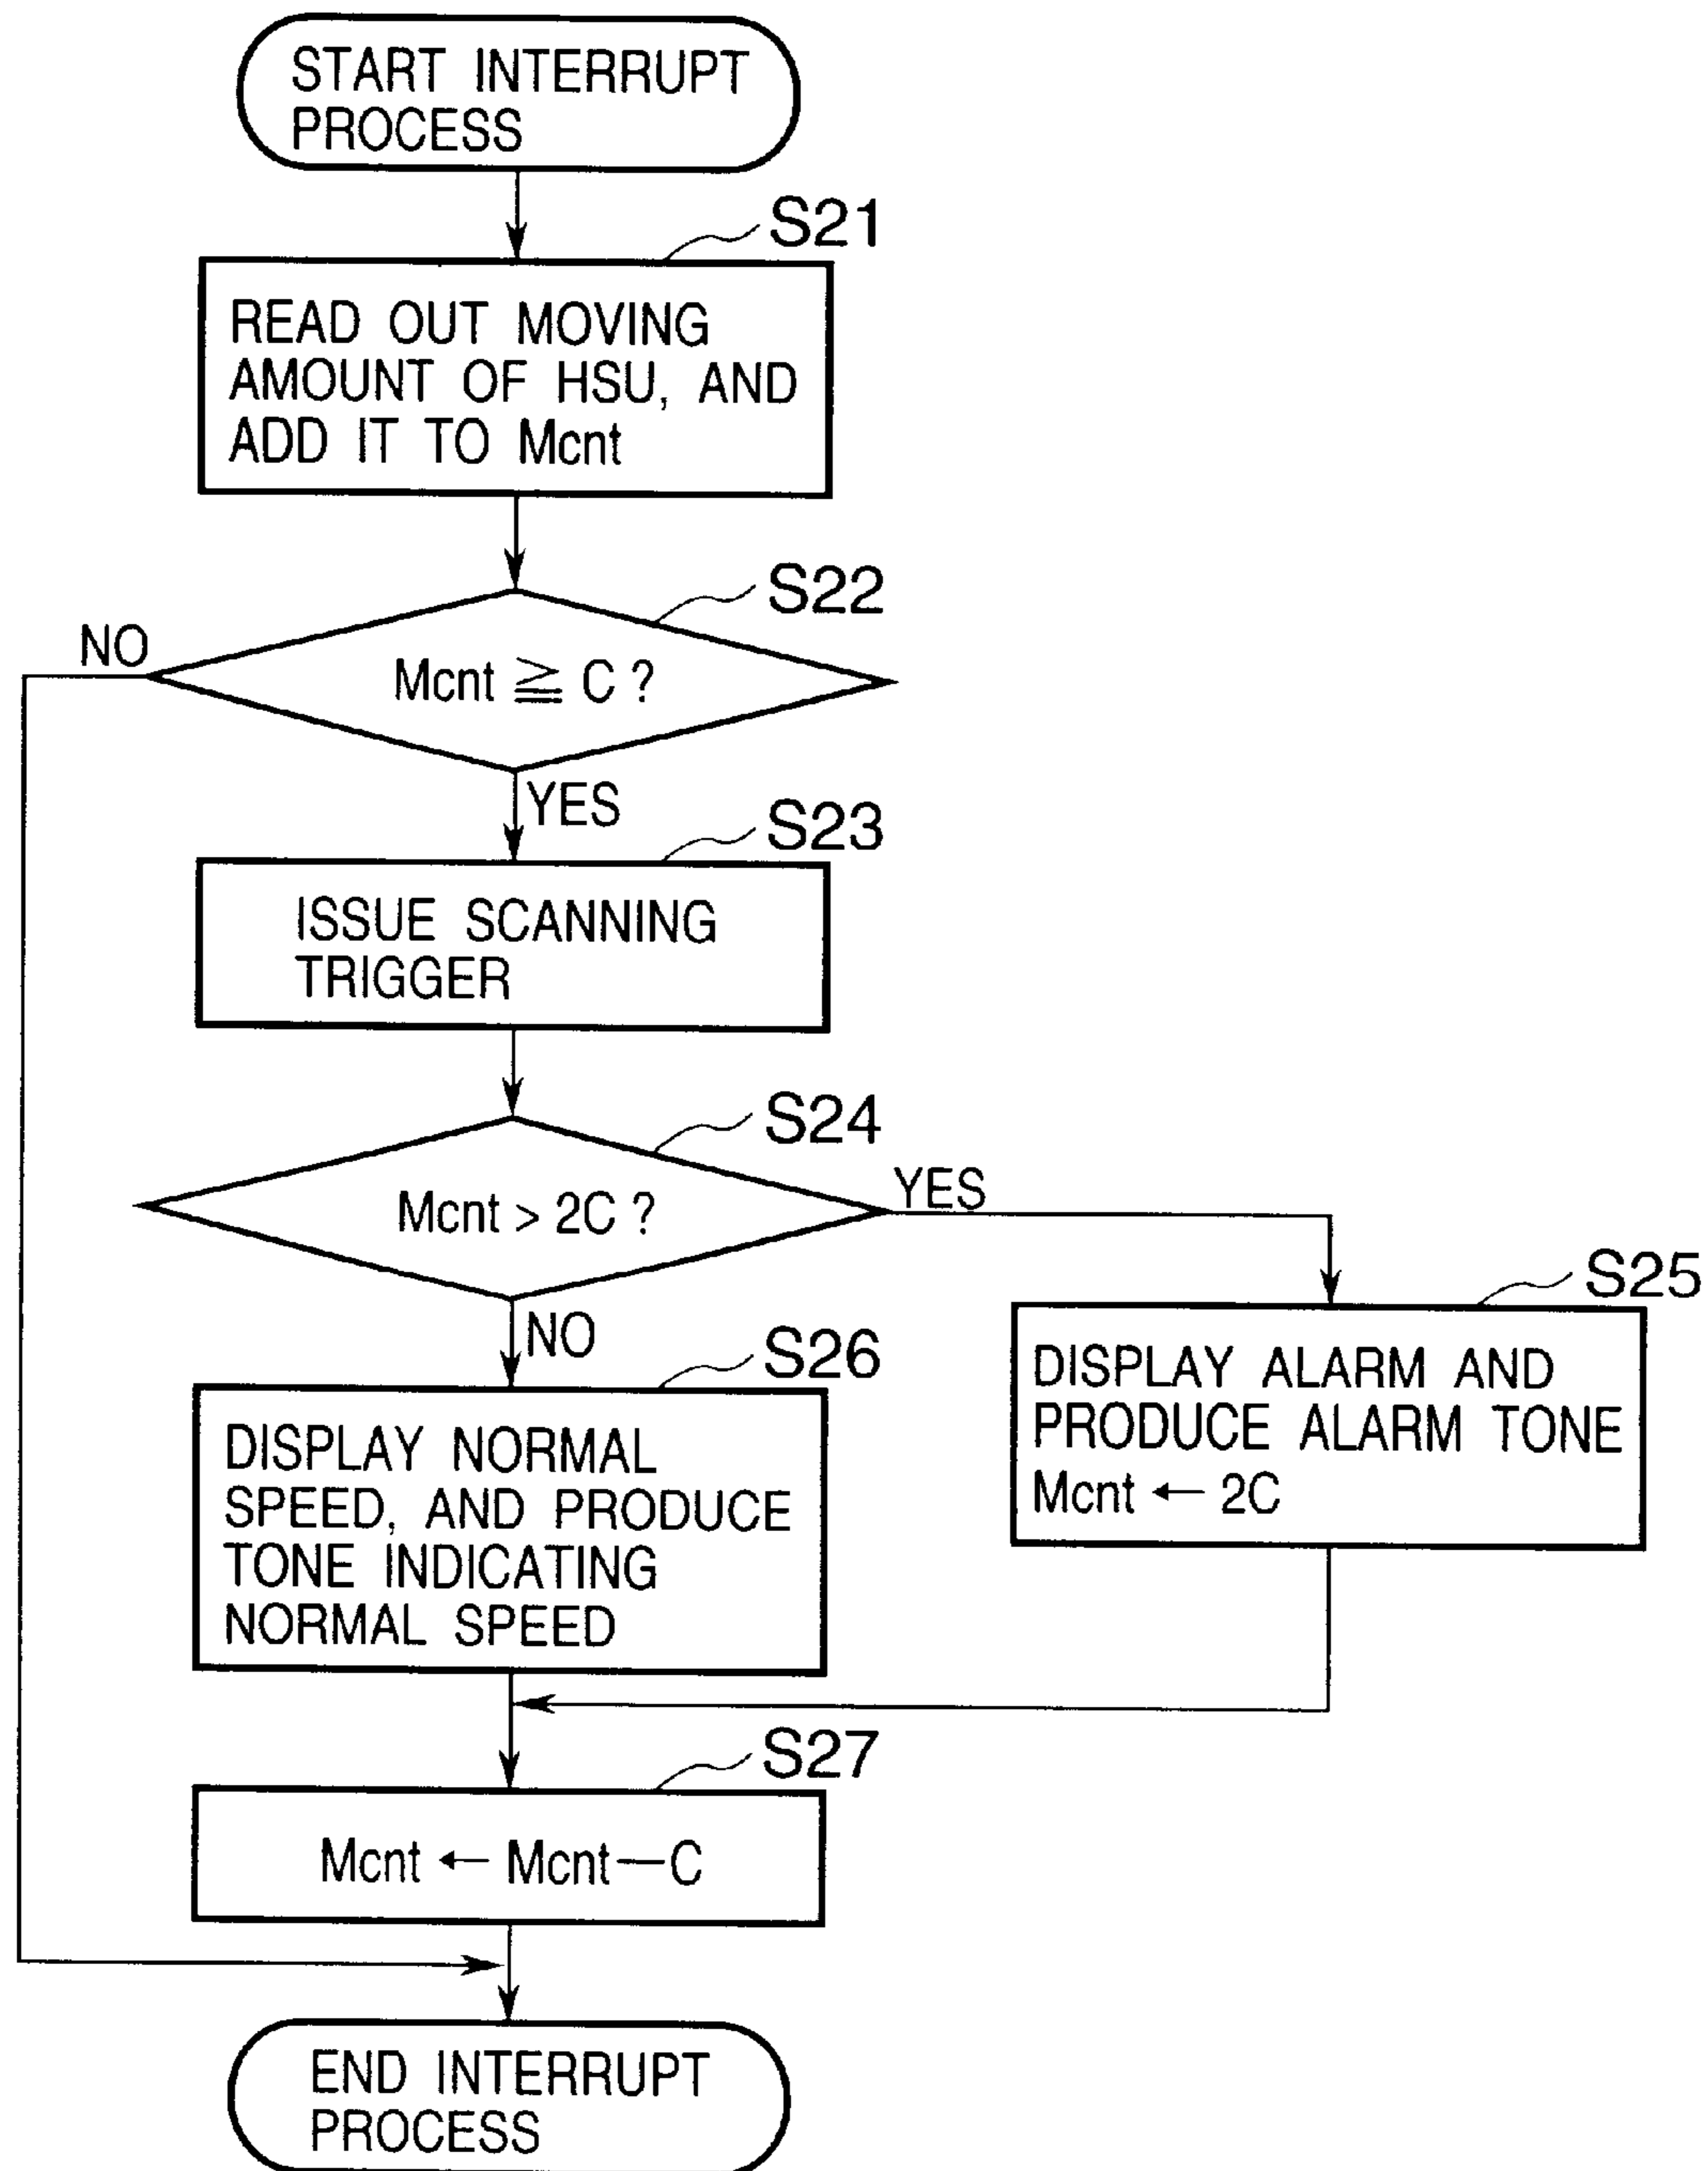 START INTERRUPT
PROCESS
S21
READ OUT MOVING
AMOUNT OF HSU, AND
ADD IT TO Mcnt
S22
NO
Mcnt ≧ C ?
YES
S23
ISSUE SCANNING
TRIGGER
S24
Mcnt > 2C ?
YES
S25
DISPLAY ALARM AND
PRODUCE ALARM TONE
Mcnt ← 2C
NO
S26
DISPLAY NORMAL
SPEED, AND PRODUCE
TONE INDICATING
NORMAL SPEED
S27
Mcnt ← Mcnt—C
END INTERRUPT
PROCESS